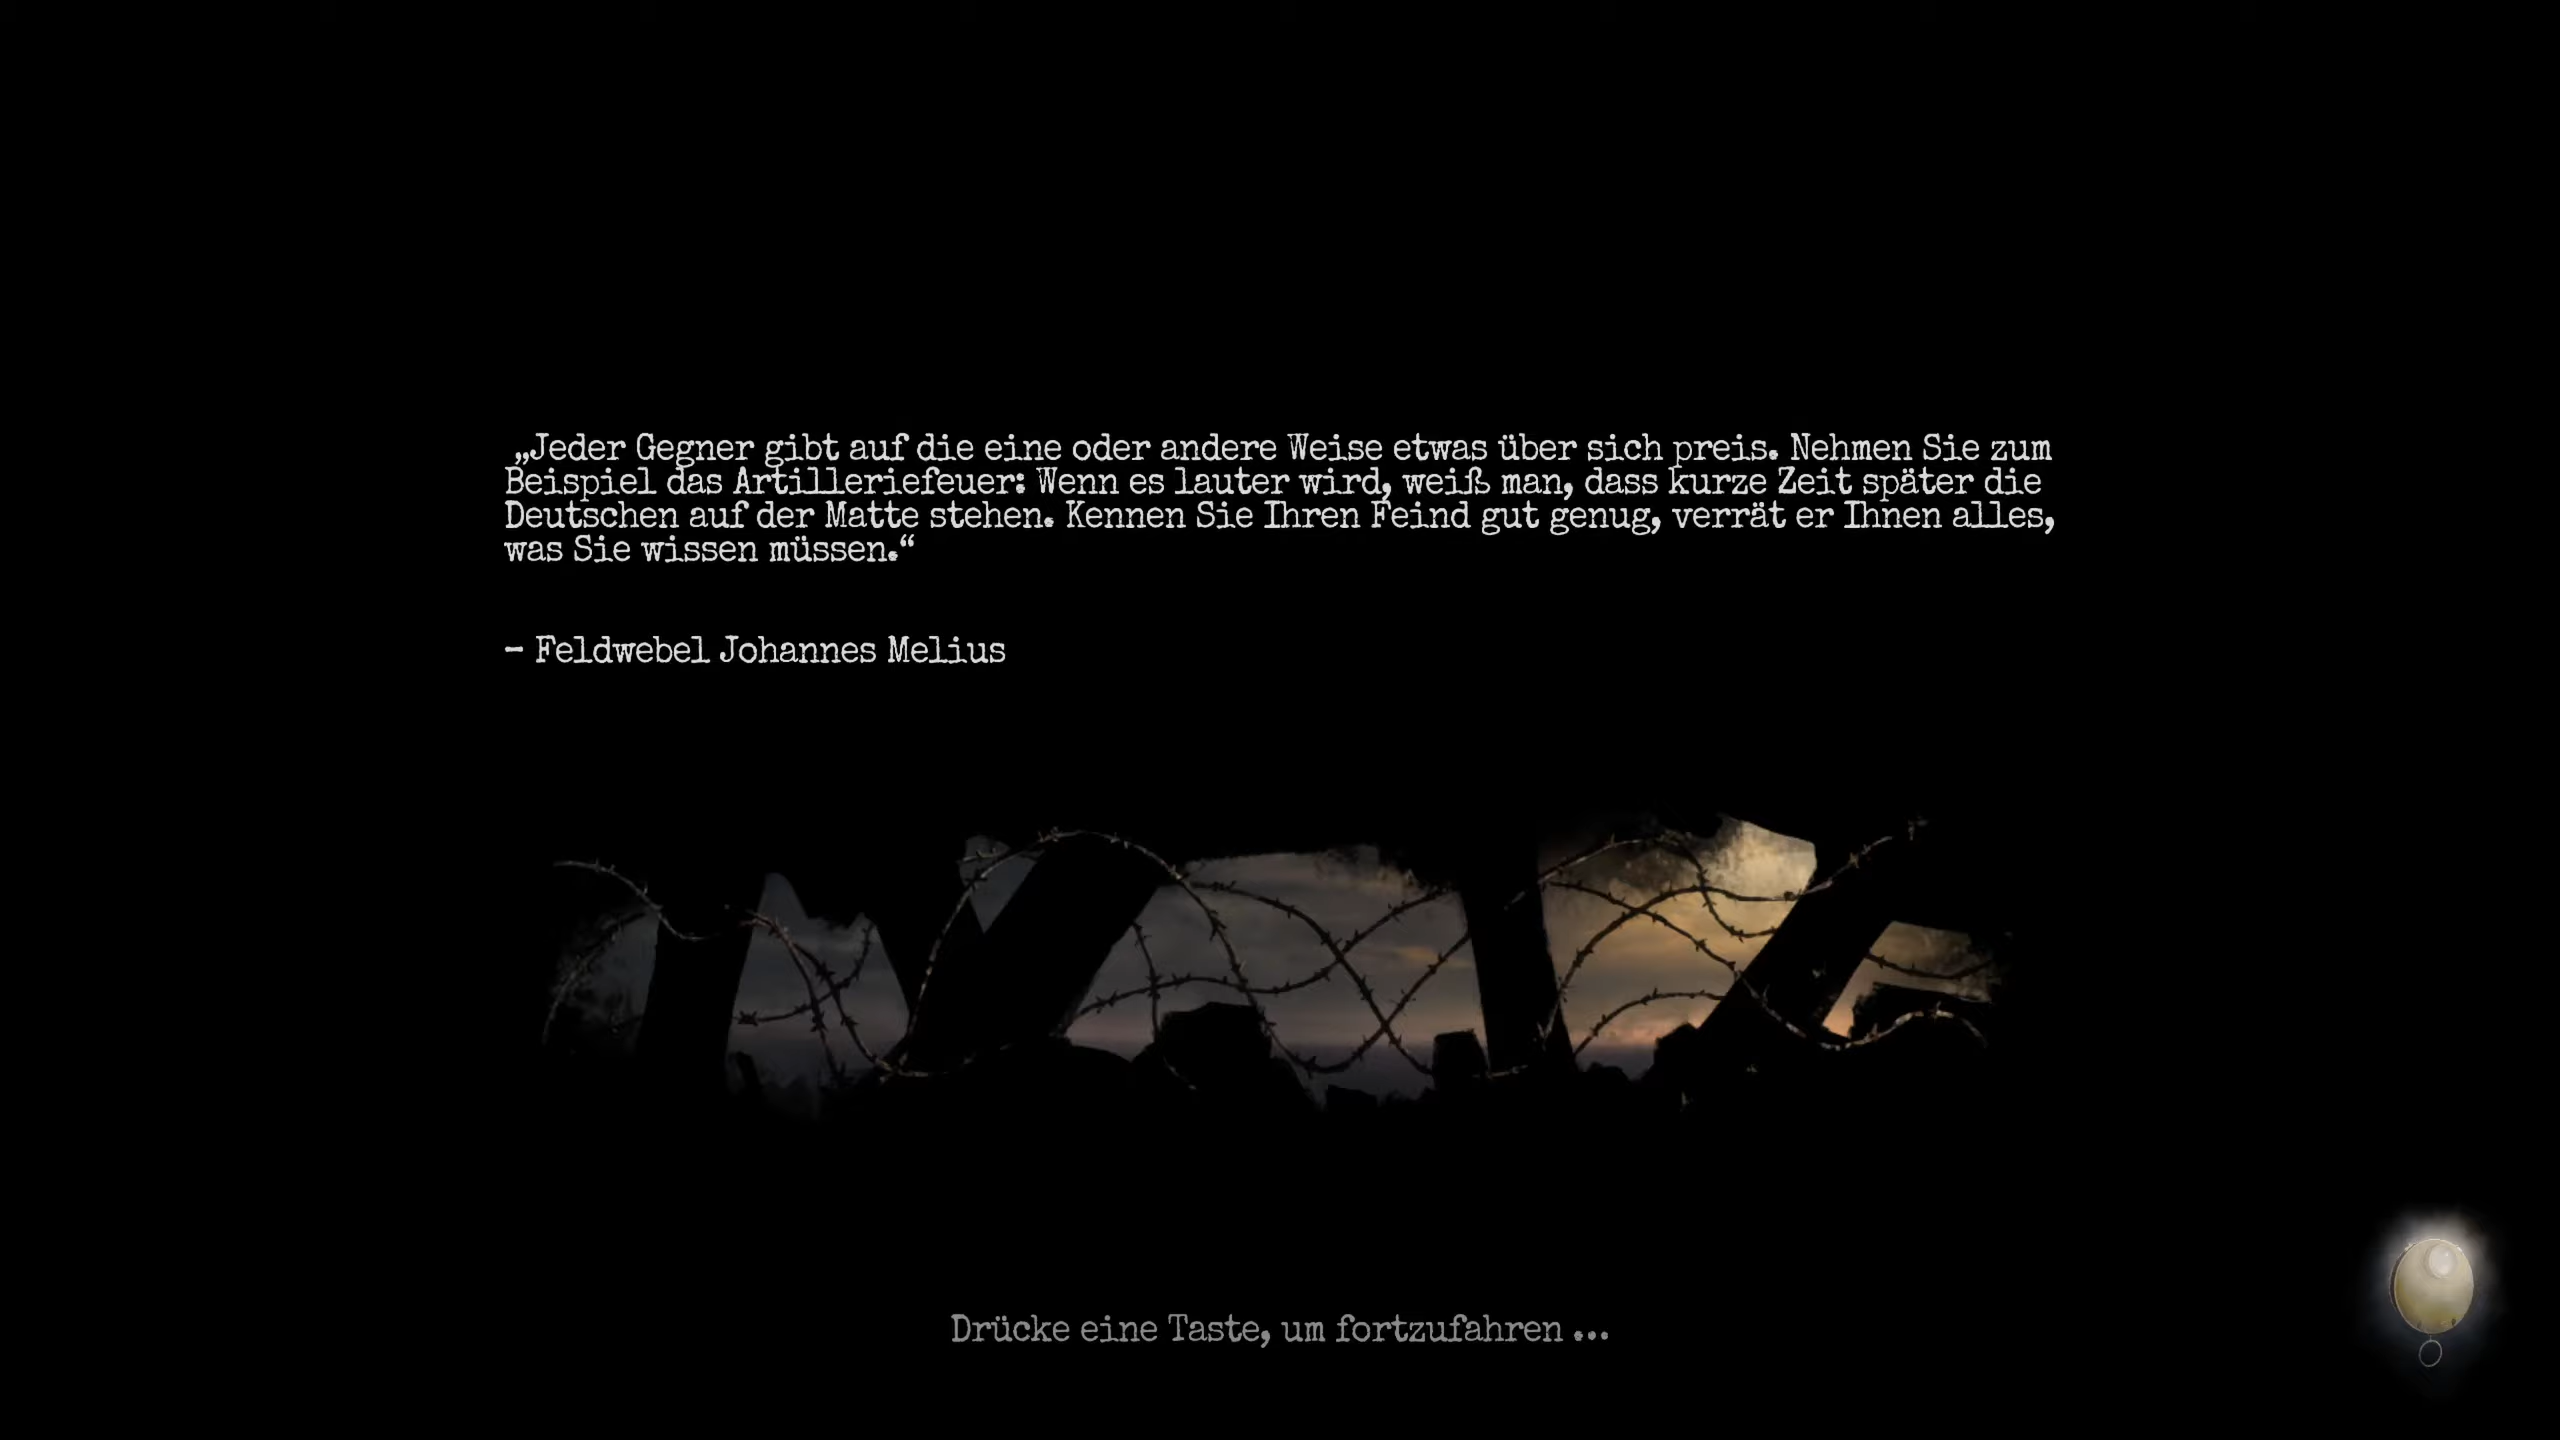 „Jeder Gegner gibt auf die eine oder andere Weise etwas über sich preis. Nehmen Sie zum
Beispiel das Artilleriefeuer: Wenn es lauter wird, weiß man, dass kurze Zeit später die
Deutschen auf der Matte stehen. Kennen Sie Ihren Feind gut genug, verrät er Ihnen alles,
was Sie wissen müssen.“
- Feldwebel Johannes Melius
Drücke eine Taste, um fortzufahren ...